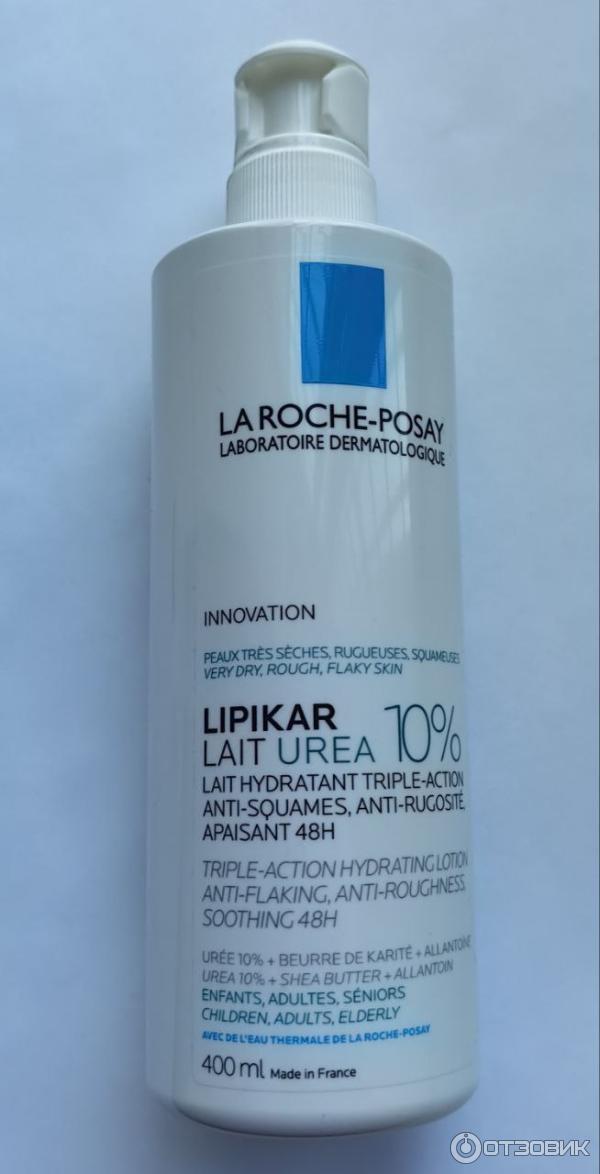 LA ROCHE-POSAY
LABORATOIRE DERMATOLOGIQUE
INNOVATION
PEAUX TRÈS SÈCHES, RUGUEUSES, SQUAMEUSES
VERY DRY, ROUGH, FLAKY SKIN
LIPIKAR
LAIT UREA 10%
LAIT HYDRATANT TRIPLE-ACTION
ANTI-SQUAMES, ANTI-RUGOSITÉ,
APAISANT 48H
TRIPLE-ACTION HYDRATING LOTION
ANTI-FLAKING, ANTI-ROUGHNESS,
SOOTHING 48H
URÉE 10% + BEURRE DE KARITÉ + ALLANTOÏNE
UREA 10% + SHEA BUTTER + ALLANTOIN
ENFANTS, ADULTES, SÉNIORS
CHILDREN, ADULTS, ELDERLY
AVEC DE L'EAU THERMALE DE LA ROCHE-POSAY
400 ml Made in France
ОТЗОВИК